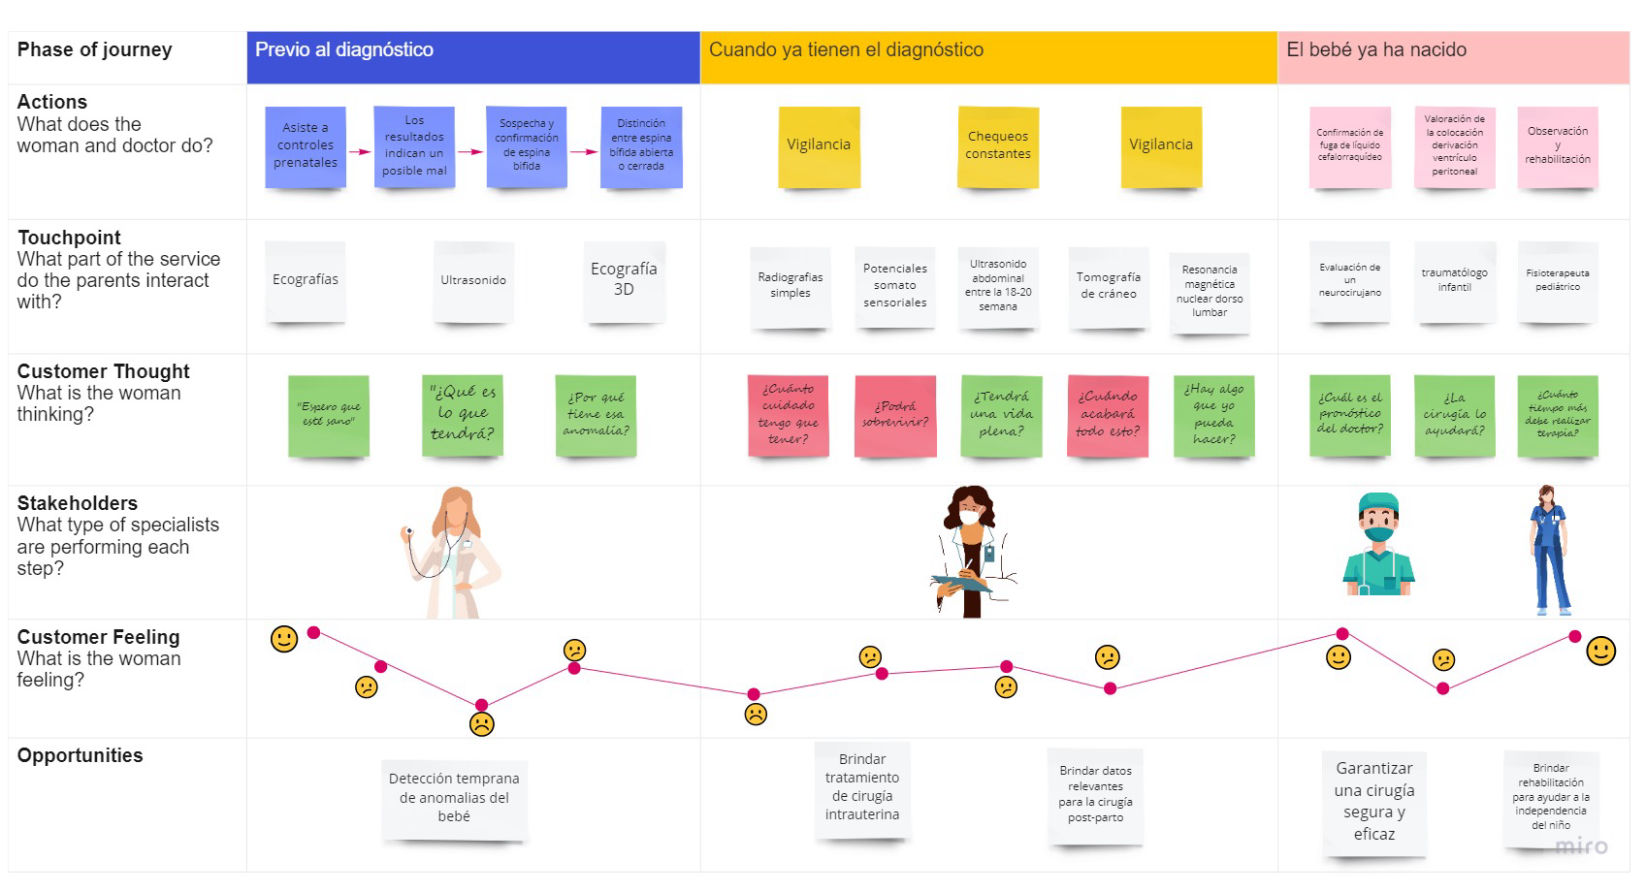 Phase of journey
Previo al diagnóstico
Cuando ya tienen el diagnóstico
El bebé ya ha nacido
Actions
What does the
woman and doctor do?
Asiste a
controles
prenatales
Los
resultados
indican un
posible mal
Sospecha y
confirmación
de espina
bifida
Distinción
entre espina
bífida abierta
o cerrada
Vigilancia
Chequeos
constantes
Vigilancia
Confirmación de
fuga de líquido
cefalorraquídeo
Valoración de
la colocación
derivación
ventrículo
peritoneal
Observación
y
rehabilitación
Touchpoint
What part of the service
do the parents interact
with?
Ecografías
Ultrasonido
Ecografía
3D
Radiografias
simples
Potenciales
somato
sensoriales
Ultrasonido
abdominal
entre la 18-20
semana
Tomografía
de cráneo
Resonancia
magnética
nuclear dorso
lumbar
Evaluación de
un
neurocirujano
traumatólogo
infantil
Fisioterapeuta
pediátrico
Customer Thought
What is the woman
thinking?
"Espero que
esté sano"
"¿Qué es
lo que
tendrá?
¿Por qué
tiene esa
anomalía?
¿Cuánto
cuidado
tengo que
tener?
¿Podrá
sobrevivir?
¿Tendrá
una vida
plena?
¿Cuándo
acabará
todo esto?
¿Hay algo
que yo
pueda
hacer?
¿Cuál es el
pronóstico
del doctor?
¿La
cirugía lo
ayudará?
¿Cuánto
tiempo más
debe realizar
terapia?
Stakeholders
What type of specialists
are performing each
step?
Customer Feeling
What is the woman
feeling?
Opportunities
Detección temprana
de anomalias del
bebé
Brindar
tratamiento
de cirugía
intrauterina
Brindar datos
relevantes
para la cirugía
post-parto
Garantizar
una cirugía
segura y
eficaz
Brindar
rehabilitación
para ayudar a la
independencia
del niño
miro